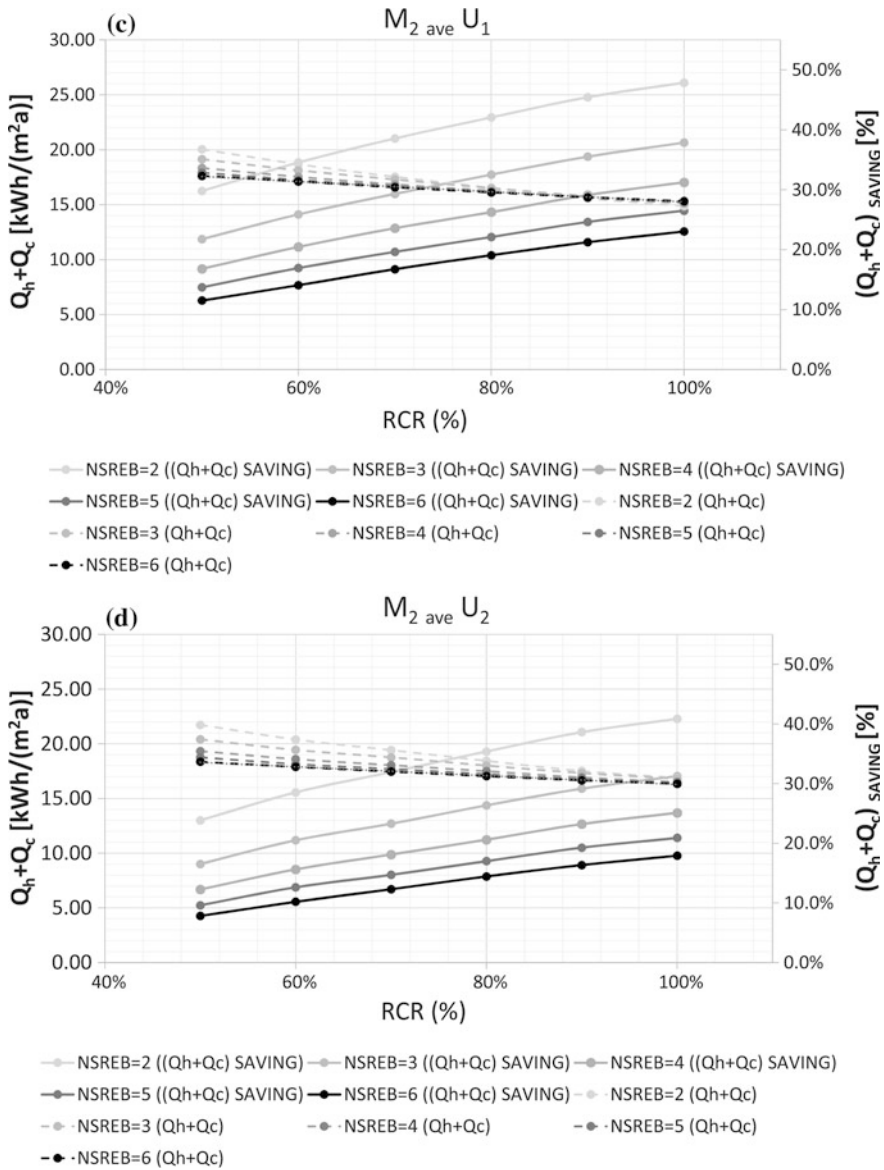 (c) M2 ave U1
30.00
25.00
20.00
15.00
10.00
5.00
0.00
Qh+Qc [kWh/(m²a)]
50.0%
40.0%
30.0%
20.0%
10.0%
0.0%
(Qh+Qc) SAVING [%]
40% 60% 80% 100%
RCR (%)
NSREB=2 ((Qh+Qc) SAVING) NSREB=3 ((Qh+Qc) SAVING) NSREB=4 ((Qh+Qc) SAVING)
NSREB=5 ((Qh+Qc) SAVING) NSREB=6 ((Qh+Qc) SAVING) NSREB=2 (Qh+Qc)
NSREB=3 (Qh+Qc) NSREB=4 (Qh+Qc) NSREB=5 (Qh+Qc)
NSREB=6 (Qh+Qc)
(d) M2 ave U2
30.00
25.00
20.00
15.00
10.00
5.00
0.00
Qh+Qc [kWh/(m²a)]
50.0%
40.0%
30.0%
20.0%
10.0%
0.0%
(Qh+Qc) SAVING [%]
40% 60% 80% 100%
RCR (%)
NSREB=2 ((Qh+Qc) SAVING) NSREB=3 ((Qh+Qc) SAVING) NSREB=4 ((Qh+Qc) SAVING)
NSREB=5 ((Qh+Qc) SAVING) NSREB=6 ((Qh+Qc) SAVING) NSREB=2 (Qh+Qc)
NSREB=3 (Qh+Qc) NSREB=4 (Qh+Qc) NSREB=5 (Qh+Qc)
NSREB=6 (Qh+Qc)